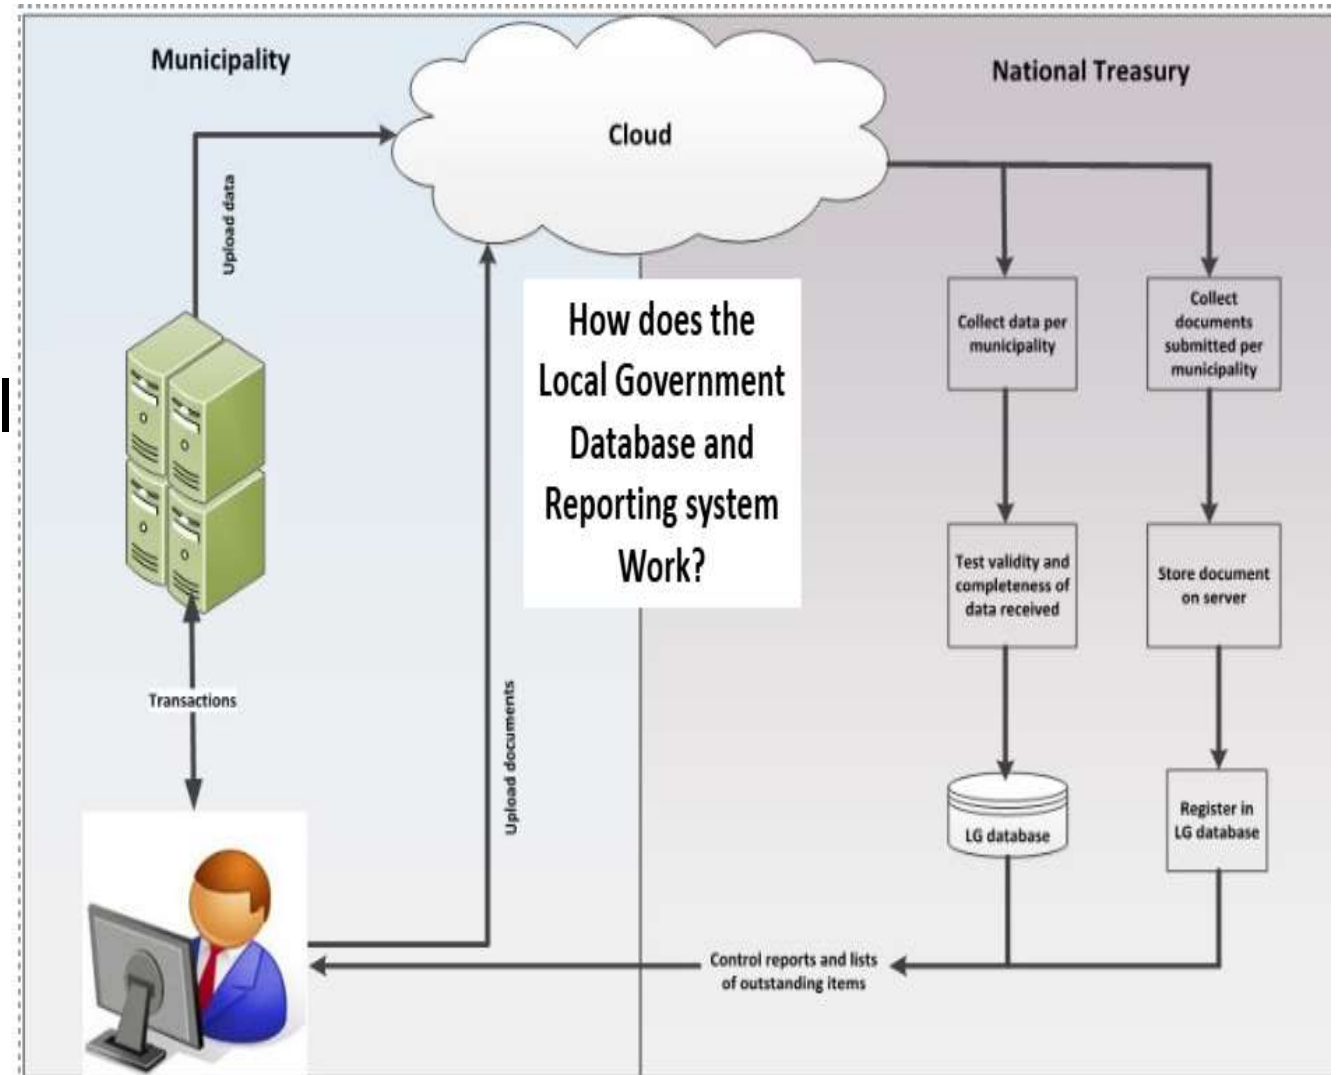 Municipality
National Treasury
Cloud
Upload data
How does the
Local Government
Database and
Reporting system
Work?
Collect data per
municipality
Collect
documents
submitted per
municipality
Test validity and
completeness of
data received
Store document
on server
Transactions
Upload documents
LG database
Register in
LG database
Control reports and lists
of outstanding items